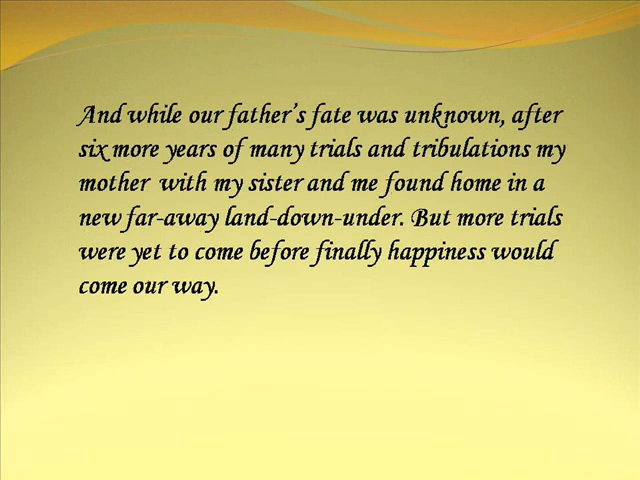 And while our father's fate was unknown, after
six more years of many trials and tribulations my
mother  with my sister and me found home in a
new far-away land-down-under. But more trials
were yet to come before finally happiness would
come our way.